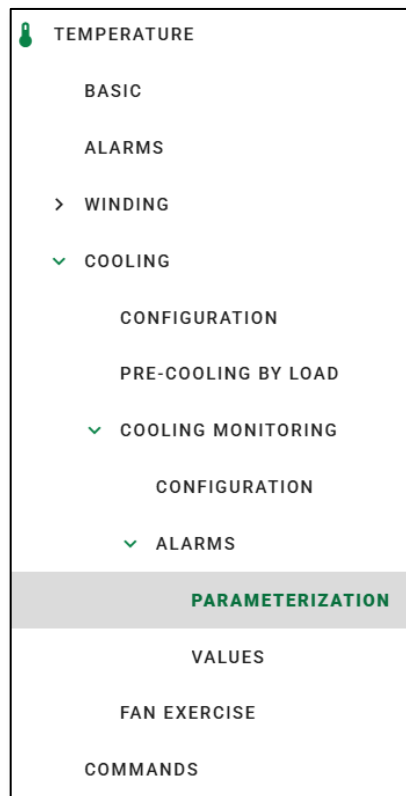 TEMPERATURE
BASIC
ALARMS
WINDING
COOLING
CONFIGURATION
PRE-COOLING BY LOAD
COOLING MONITORING
CONFIGURATION
ALARMS
PARAMETERIZATION
VALUES
FAN EXERCISE
COMMANDS